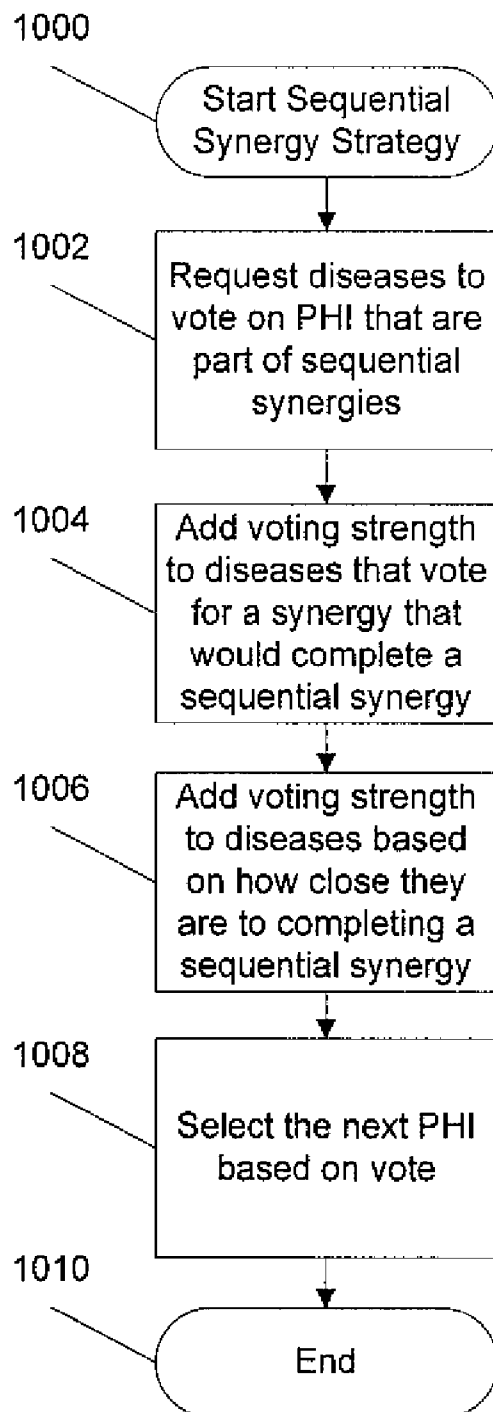 1000
Start Sequential
Synergy Strategy
1002
Request diseases to
vote on PHI that are
part of sequential
synergies
1004
Add voting strength
to diseases that vote
for a synergy that
would complete a
sequential synergy
1006
Add voting strength
to diseases based
on how close they
are to completing a
sequential synergy
1008
Select the next PHI
based on vote
1010
End